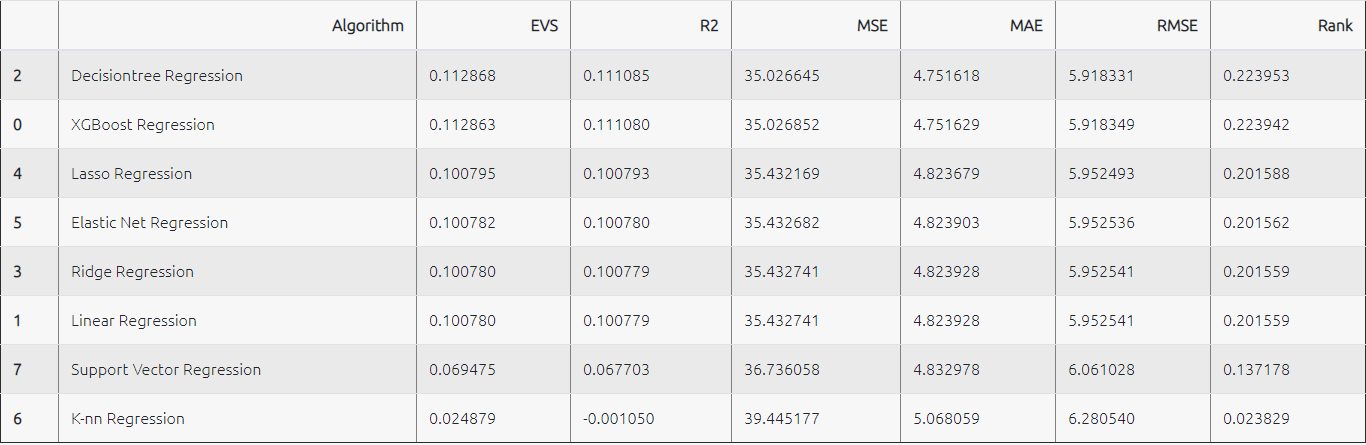 Algorithm EVS R2 MSE MAE RMSE Rank
2 Decisiontree Regression 0.112868 0.111085 35.026645 4.751618 5.918331 0.223953
0 XGBoost Regression 0.112863 0.111080 35.026852 4.751629 5.918349 0.223942
4 Lasso Regression 0.100795 0.100793 35.432169 4.823679 5.952493 0.201588
5 Elastic Net Regression 0.100782 0.100780 35.432682 4.823903 5.952536 0.201562
3 Ridge Regression 0.100780 0.100779 35.432741 4.823928 5.952541 0.201559
1 Linear Regression 0.100780 0.100779 35.432741 4.823928 5.952541 0.201559
7 Support Vector Regression 0.069475 0.067703 36.736058 4.832978 6.061028 0.137178
6 K-nn Regression 0.024879 -0.001050 39.445177 5.068059 6.280540 0.023829